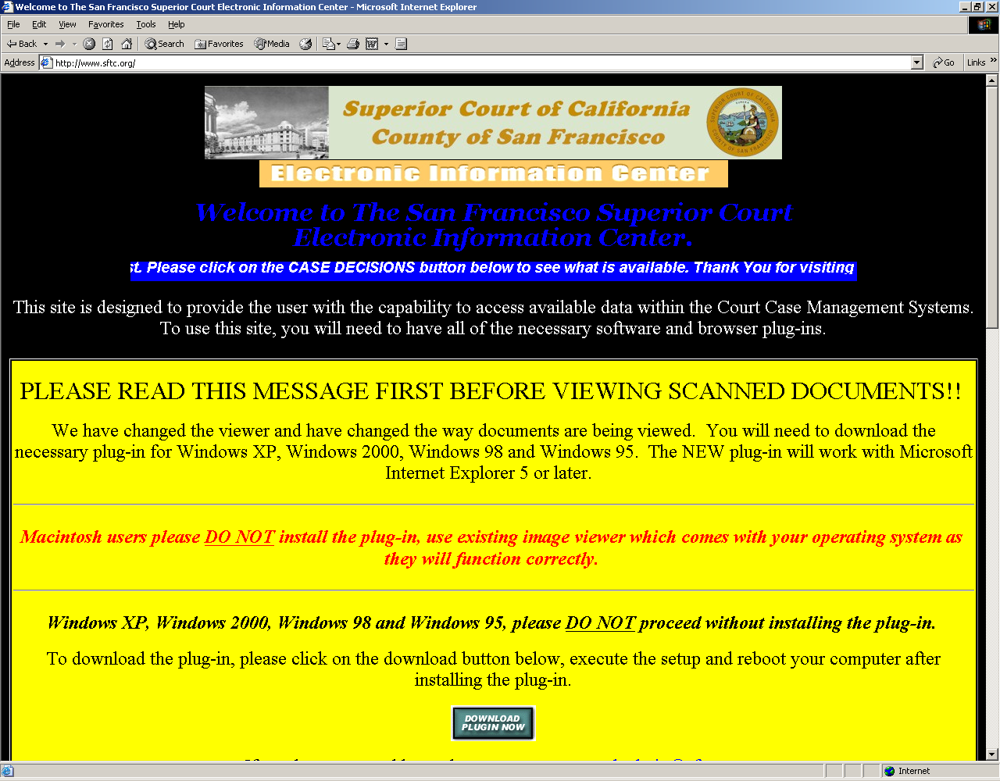 Welcome to The San Francisco Superior Court Electronic Information Center - Microsoft Internet Explorer
File Edit View Favorites Tools Help
Back Search Favorites Media
Address http://www.sftc.org/ Go Links »
Superior Court of California
County of San Francisco
Electronic Information Center
Welcome to The San Francisco Superior Court
Electronic Information Center.
st. Please click on the CASE DECISIONS button below to see what is available. Thank You for visiting
This site is designed to provide the user with the capability to access available data within the Court Case Management Systems.
To use this site, you will need to have all of the necessary software and browser plug-ins.
PLEASE READ THIS MESSAGE FIRST BEFORE VIEWING SCANNED DOCUMENTS!!
We have changed the viewer and have changed the way documents are being viewed. You will need to download the
necessary plug-in for Windows XP, Windows 2000, Windows 98 and Windows 95. The NEW plug-in will work with Microsoft
Internet Explorer 5 or later.
Macintosh users please DO NOT install the plug-in, use existing image viewer which comes with your operating system as
they will function correctly.
Windows XP, Windows 2000, Windows 98 and Windows 95, please DO NOT proceed without installing the plug-in.
To download the plug-in, please click on the download button below, execute the setup and reboot your computer after
installing the plug-in.
DOWNLOAD
PLUGIN NOW
Internet